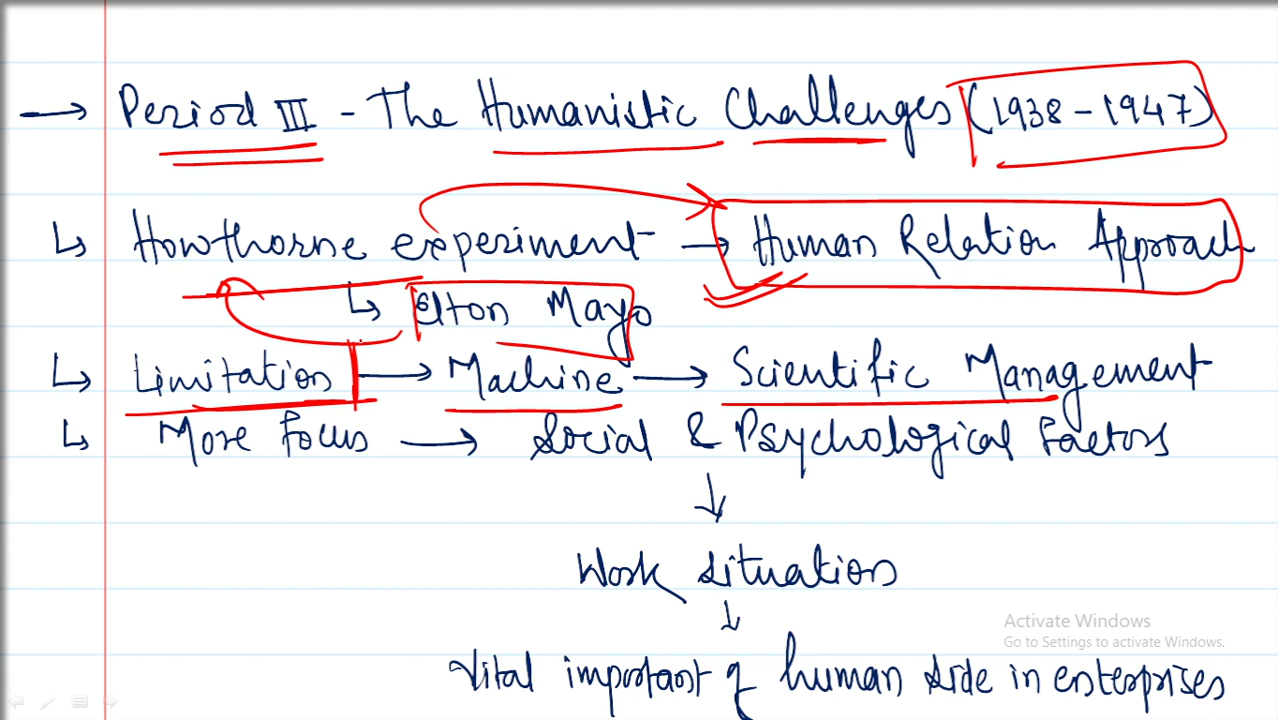 → Period III - The Humanistic Challenges (1938-1947)
↳ Howthorne experiment → Human Relation Approach
↳ Elton Mayo
↳ Limitation → Machine → Scientific Management
↳ More focus → Social & Psychological Factors
↓
Work situation
↓
Vital important of human side in enterprises
Activate Windows
Go to Settings to activate Windows.